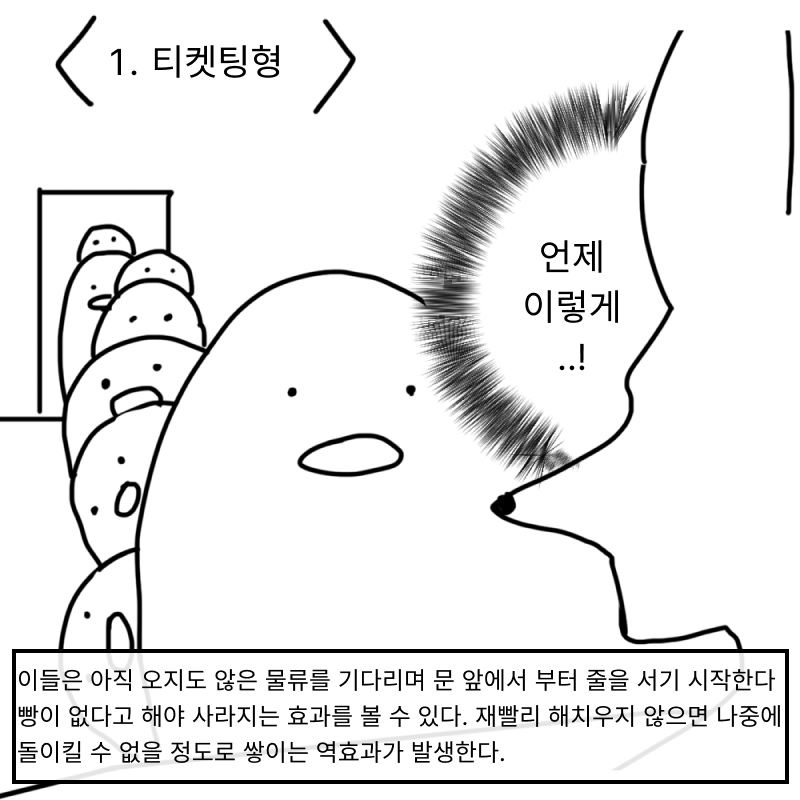 1. 티켓팅형
언제
이렇게
..!
이들은 아직 오지도 않은 물류를 기다리며 문 앞에서 부터 줄을 서기 시작한다
빵이 없다고 해야 사라지는 효과를 볼 수 있다. 재빨리 해치우지 않으면 나중에
돌이킬 수 없을 정도로 쌓이는 역효과가 발생한다.